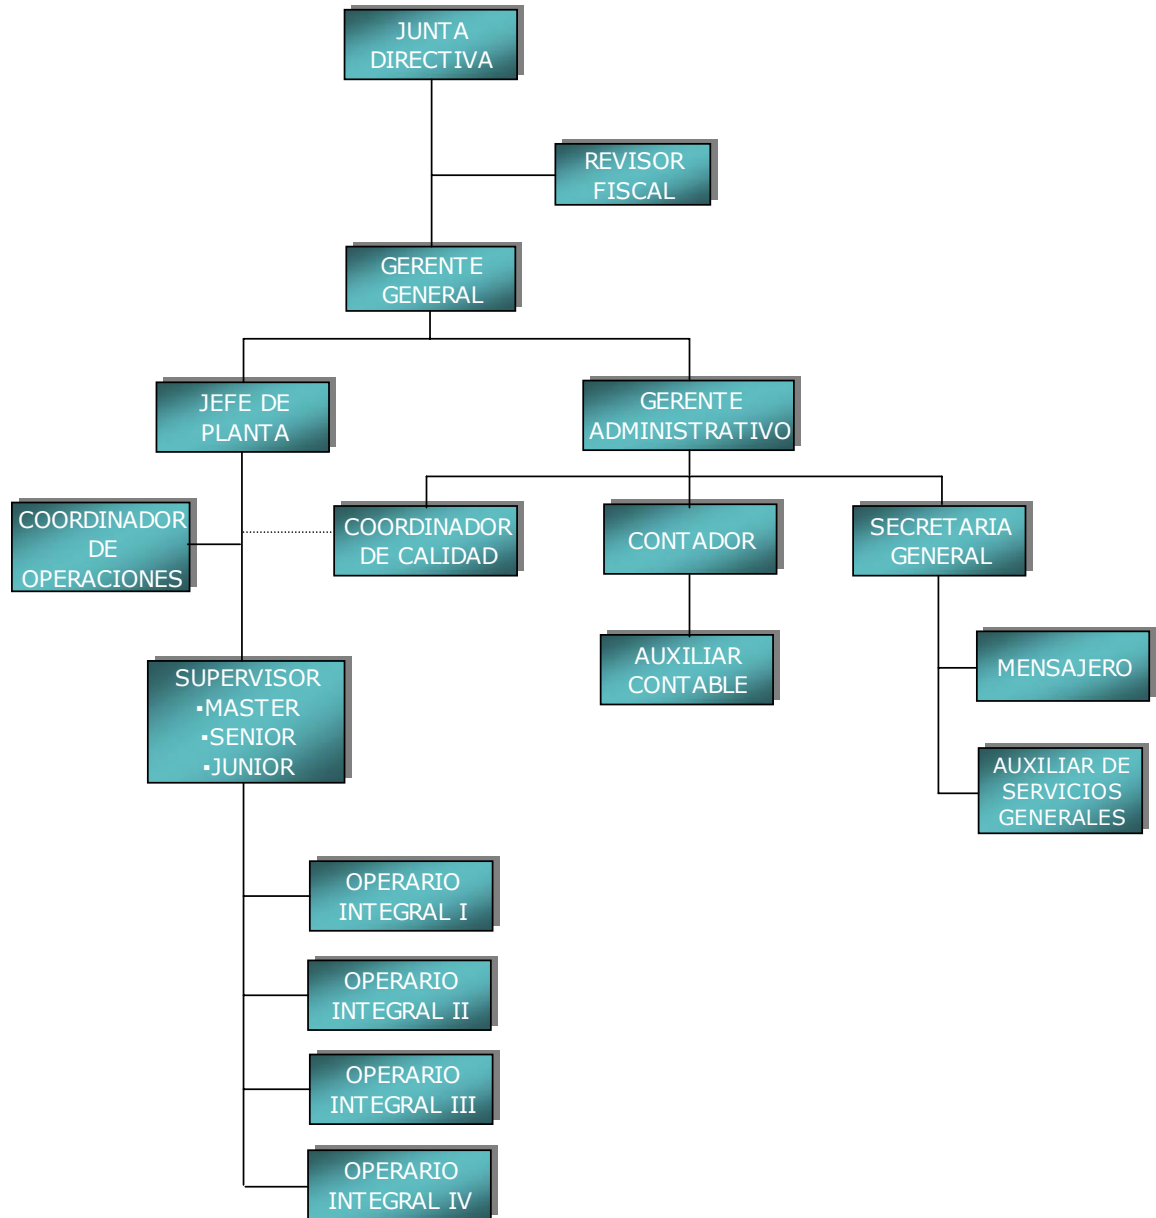 JUNTA
DIRECTIVA
REVISOR
FISCAL
GERENTE
GENERAL
JEFE DE
PLANTA
GERENTE
ADMINISTRATIVO
COORDINADOR
DE
OPERACIONES
COORDINADOR
DE CALIDAD
CONTADOR
SECRETARIA
GENERAL
AUXILIAR
CONTABLE
MENSAJERO
SUPERVISOR
▪MASTER
▪SENIOR
▪JUNIOR
AUXILIAR DE
SERVICIOS
GENERALES
OPERARIO
INTEGRAL I
OPERARIO
INTEGRAL II
OPERARIO
INTEGRAL III
OPERARIO
INTEGRAL IV